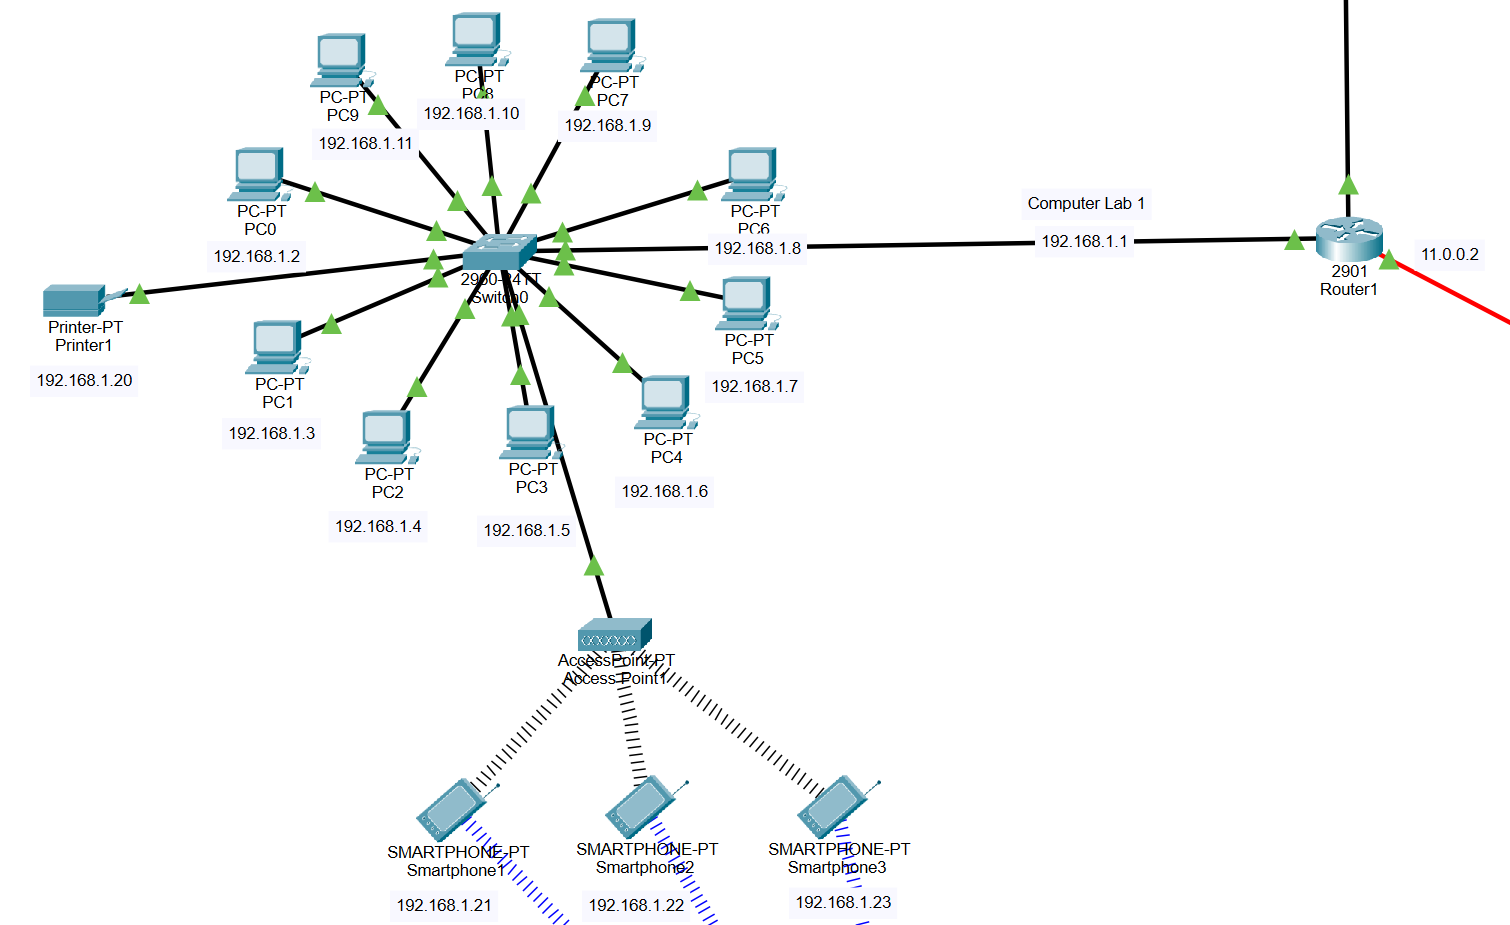 PC-PT
PC9
192.168.1.11
PC-PT
PC8
192.168.1.10
PC-PT
PC7
192.168.1.9
PC-PT
PC0
192.168.1.2
PC-PT
PC6
192.168.1.8
Computer Lab 1
192.168.1.1
2901
Router1
11.0.0.2
2960-24TT
Switch0
Printer-PT
Printer1
192.168.1.20
PC-PT
PC1
192.168.1.3
PC-PT
PC5
192.168.1.7
PC-PT
PC2
192.168.1.4
PC-PT
PC3
192.168.1.5
PC-PT
PC4
192.168.1.6
AccessPoint-PT
Access Point1
SMARTPHONE-PT
Smartphone1
192.168.1.21
SMARTPHONE-PT
Smartphone2
192.168.1.22
SMARTPHONE-PT
Smartphone3
192.168.1.23